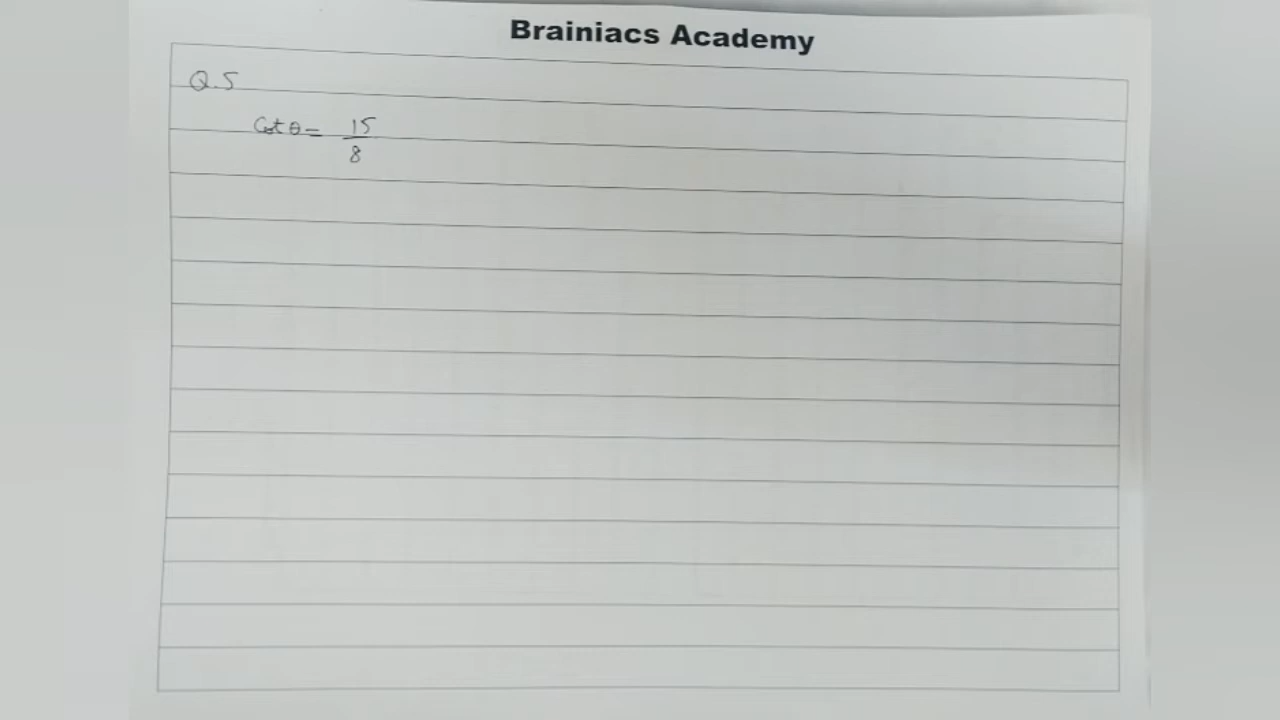 Brainiacs Academy
Q.5
Cot θ = 15/8